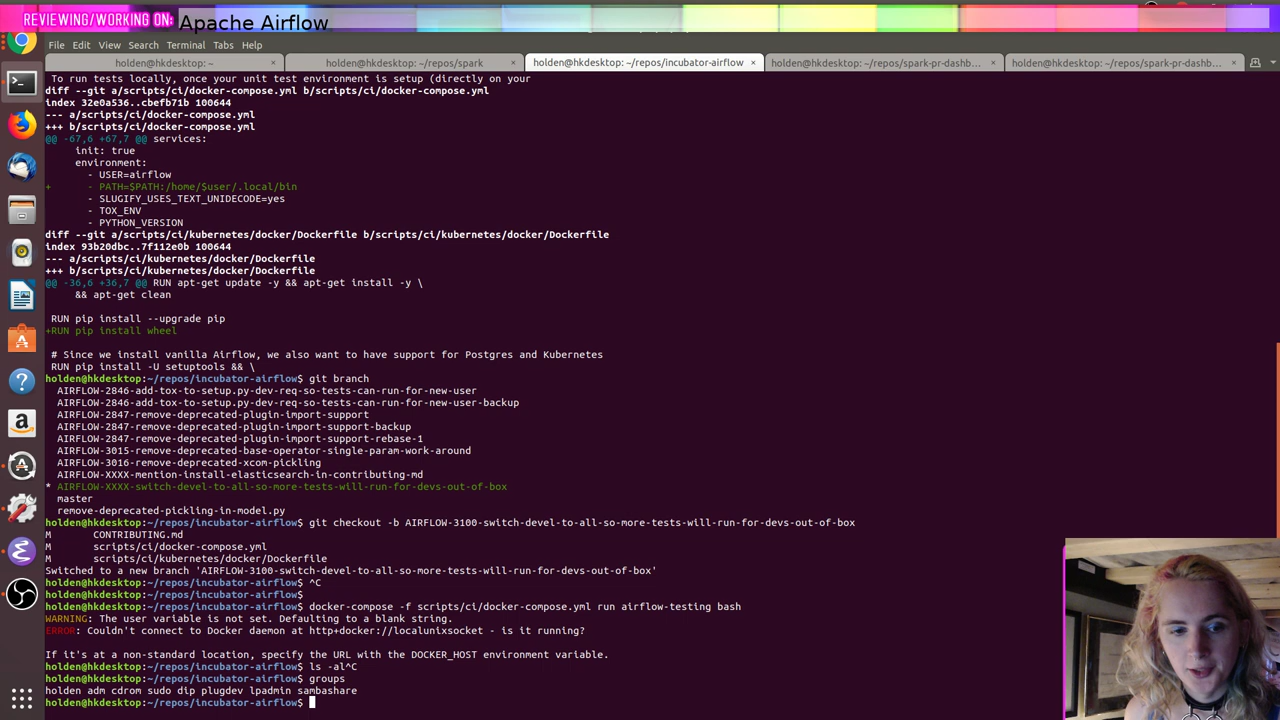 REVIEWING/WORKING ON: Apache Airflow
File Edit View Search Terminal Tabs Help
holden@hkdesktop: ~ × holden@hkdesktop: ~/repos/spark × holden@hkdesktop: ~/repos/incubator-airflow × holden@hkdesktop: ~/repos/spark-pr-dashb... × holden@hkdesktop: ~/repos/spark-pr-dashb... ×
To run tests locally, once your unit test environment is setup (directly on your
diff --git a/scripts/ci/docker-compose.yml b/scripts/ci/docker-compose.yml
index 32e0a536..cbefb71b 100644
--- a/scripts/ci/docker-compose.yml
+++ b/scripts/ci/docker-compose.yml
@@ -67,6 +67,7 @@ services:
init: true
environment:
- USER=airflow
+ - PATH=$PATH:/home/$user/.local/bin
- SLUGIFY_USES_TEXT_UNIDECODE=yes
- TOX_ENV
- PYTHON_VERSION
diff --git a/scripts/ci/kubernetes/docker/Dockerfile b/scripts/ci/kubernetes/docker/Dockerfile
index 93b20dbc..7f112e0b 100644
--- a/scripts/ci/kubernetes/docker/Dockerfile
+++ b/scripts/ci/kubernetes/docker/Dockerfile
@@ -36,6 +36,7 @@ RUN apt-get update -y && apt-get install -y \
&& apt-get clean
RUN pip install --upgrade pip
+RUN pip install wheel
# Since we install vanilla Airflow, we also want to have support for Postgres and Kubernetes
RUN pip install -U setuptools && \
holden@hkdesktop:~/repos/incubator-airflow$ git branch
AIRFLOW-2846-add-tox-to-setup.py-dev-req-so-tests-can-run-for-new-user
AIRFLOW-2846-add-tox-to-setup.py-dev-req-so-tests-can-run-for-new-user-backup
AIRFLOW-2847-remove-deprecated-plugin-import-support
AIRFLOW-2847-remove-deprecated-plugin-import-support-backup
AIRFLOW-2847-remove-deprecated-plugin-import-support-rebase-1
AIRFLOW-3015-remove-deprecated-base-operator-single-param-work-around
AIRFLOW-3016-remove-deprecated-xcom-pickling
AIRFLOW-XXXX-mention-install-elasticsearch-in-contributing-md
* AIRFLOW-XXXX-switch-devel-to-all-so-more-tests-will-run-for-devs-out-of-box
master
remove-deprecated-pickling-in-model.py
holden@hkdesktop:~/repos/incubator-airflow$ git checkout -b AIRFLOW-3100-switch-devel-to-all-so-more-tests-will-run-for-devs-out-of-box
M CONTRIBUTING.md
M scripts/ci/docker-compose.yml
M scripts/ci/kubernetes/docker/Dockerfile
Switched to a new branch 'AIRFLOW-3100-switch-devel-to-all-so-more-tests-will-run-for-devs-out-of-box'
holden@hkdesktop:~/repos/incubator-airflow$ ^C
holden@hkdesktop:~/repos/incubator-airflow$
holden@hkdesktop:~/repos/incubator-airflow$ docker-compose -f scripts/ci/docker-compose.yml run airflow-testing bash
WARNING: The user variable is not set. Defaulting to a blank string.
ERROR: Couldn't connect to Docker daemon at http+docker://localunixsocket - is it running?
If it's at a non-standard location, specify the URL with the DOCKER_HOST environment variable.
holden@hkdesktop:~/repos/incubator-airflow$ ls -al^C
holden@hkdesktop:~/repos/incubator-airflow$ groups
holden adm cdrom sudo dip plugdev lpadmin sambashare
holden@hkdesktop:~/repos/incubator-airflow$